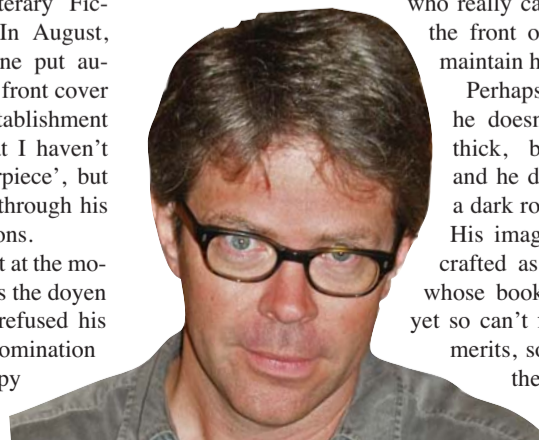 terary Fic-
In August,
ne put au-
front cover
tablishment
at I haven't
rpiece', but
through his
ons.
t at the mo-
s the doyen
refused his
omination
py
who really ca
the front o
maintain h
Perhaps
he doesn
thick, b
and he d
a dark ro
His imag
crafted as
whose book
yet so can't
merits, so
the